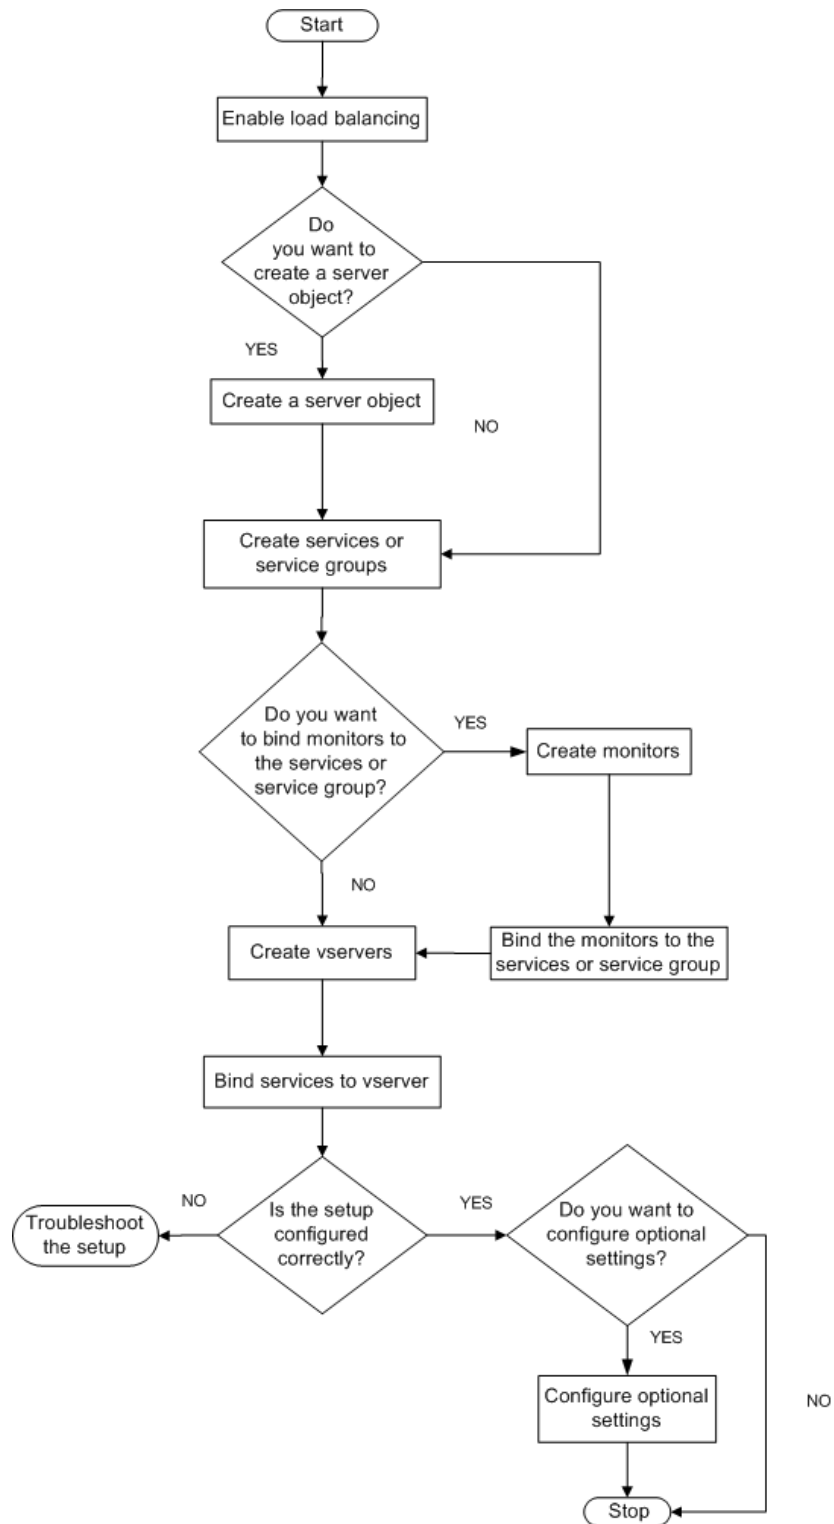 Start
Enable load balancing
Do
you want to
create a server
object?
YES
Create a server object
NO
Create services or
service groups
Do you want
to bind monitors to
the services or
service group?
YES
Create monitors
NO
Create vservers
Bind the monitors to the
services or service group
Bind services to vserver
Is the setup
configured
correctly?
NO
Troubleshoot
the setup
YES
Do you want to
configure optional
settings?
YES
Configure optional
settings
NO
Stop